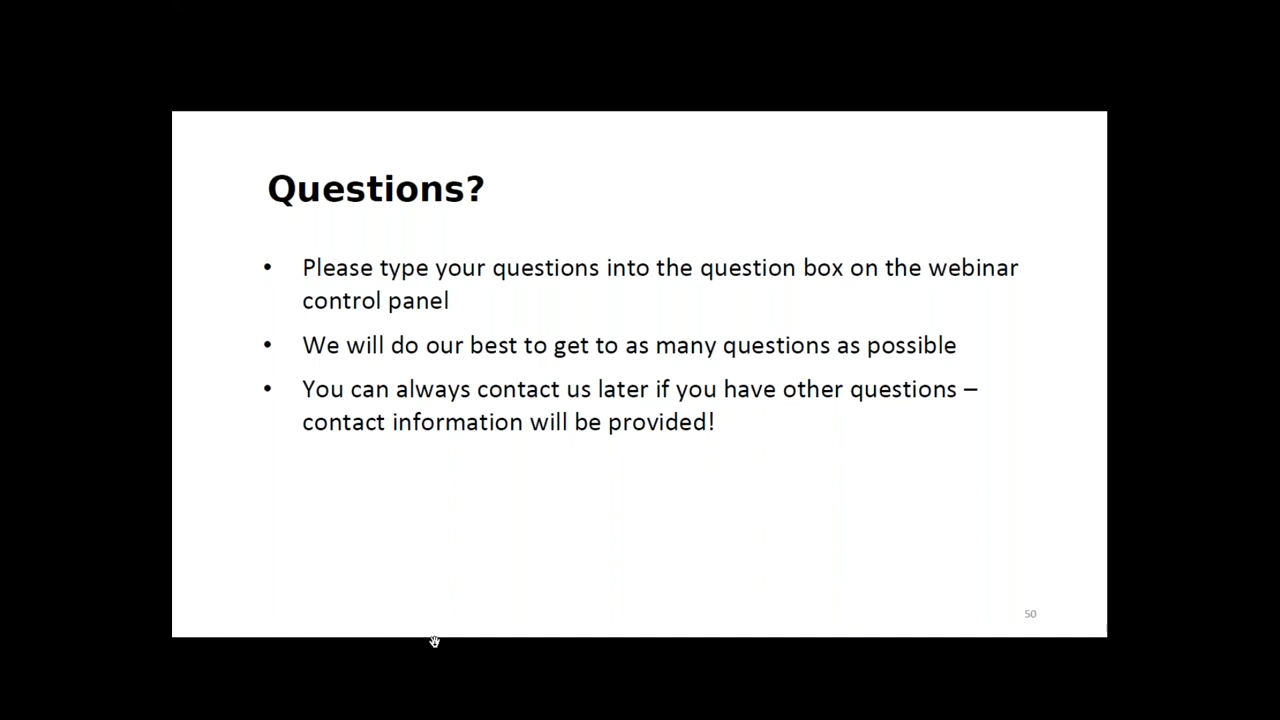 Questions?
• Please type your questions into the question box on the webinar
control panel
• We will do our best to get to as many questions as possible
• You can always contact us later if you have other questions –
contact information will be provided!
50